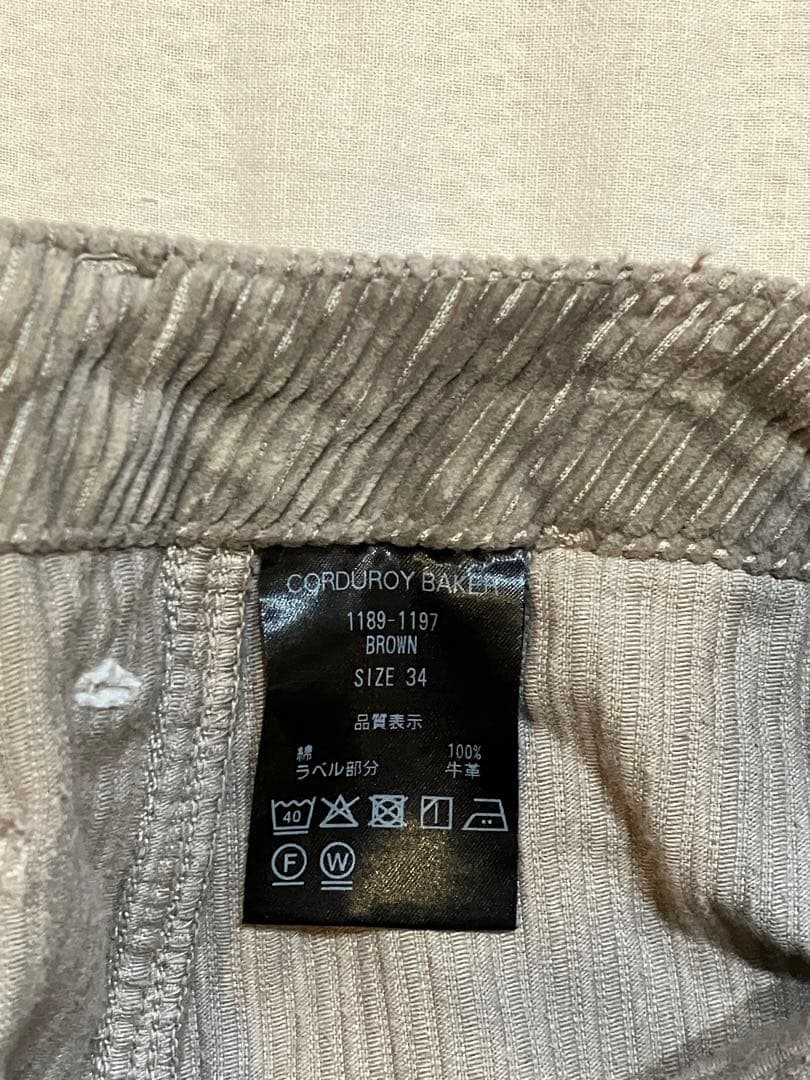 CORDUROY BAKER
1189-1197
BROWN
SIZE 34
品質表示
綿 100%
ラベル部分 牛革
40
F W